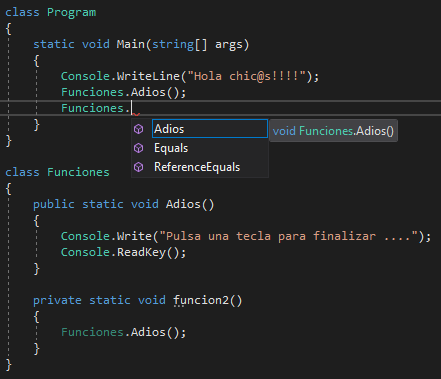 class Program
{
static void Main(string[] args)
{
Console.WriteLine("Hola chic@s!!!!");
Funciones.Adios();
Funciones.
}
Adios
void Funciones.Adios()
Equals
ReferenceEquals
}
class Funciones
{
public static void Adios()
{
Console.Write("Pulsa una tecla para finalizar ....");
Console.ReadKey();
}
private static void funcion2()
{
Funciones.Adios();
}
}